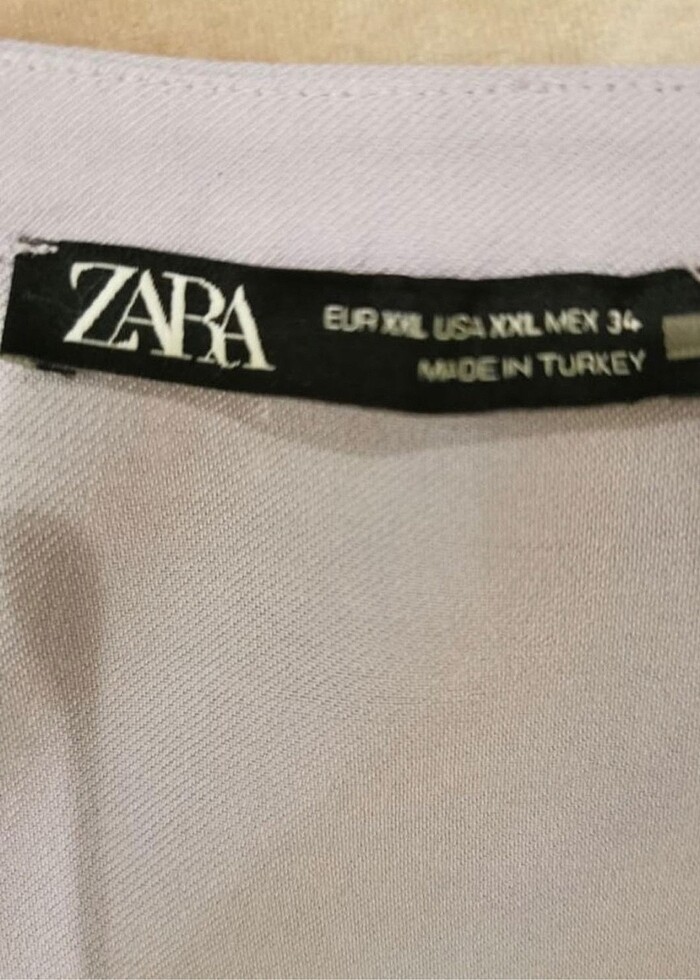 ZARA
EUR XXL USA XXL MEX 34
MADE IN TURKEY